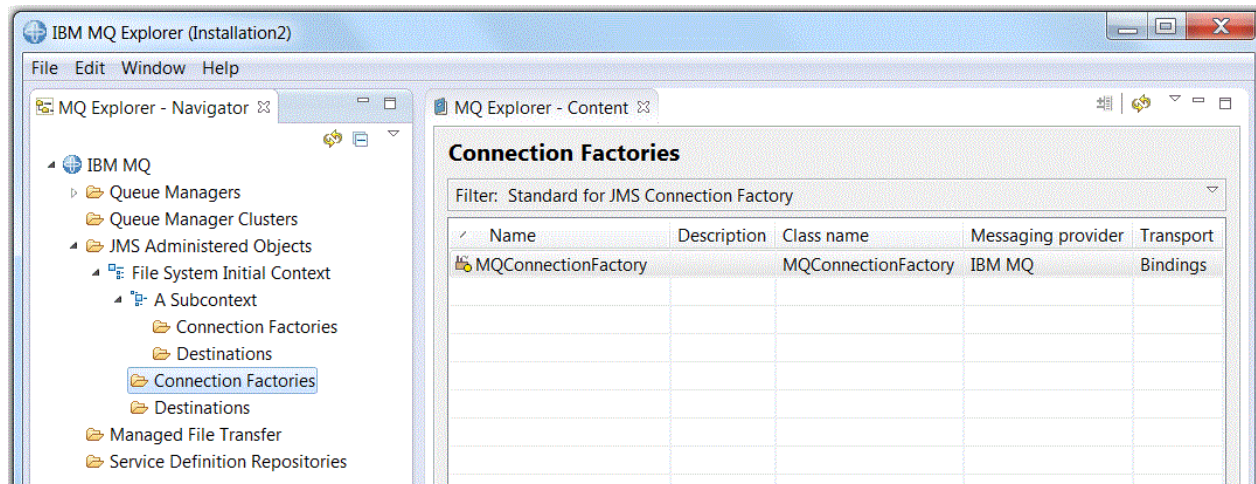 IBM MQ Explorer (Installation2)
File Edit Window Help
MQ Explorer - Navigator
IBM MQ
Queue Managers
Queue Manager Clusters
JMS Administered Objects
File System Initial Context
A Subcontext
Connection Factories
Destinations
Connection Factories
Destinations
Managed File Transfer
Service Definition Repositories
MQ Explorer - Content
Connection Factories
Filter: Standard for JMS Connection Factory
Name Description Class name Messaging provider Transport
MQConnectionFactory MQConnectionFactory IBM MQ Bindings